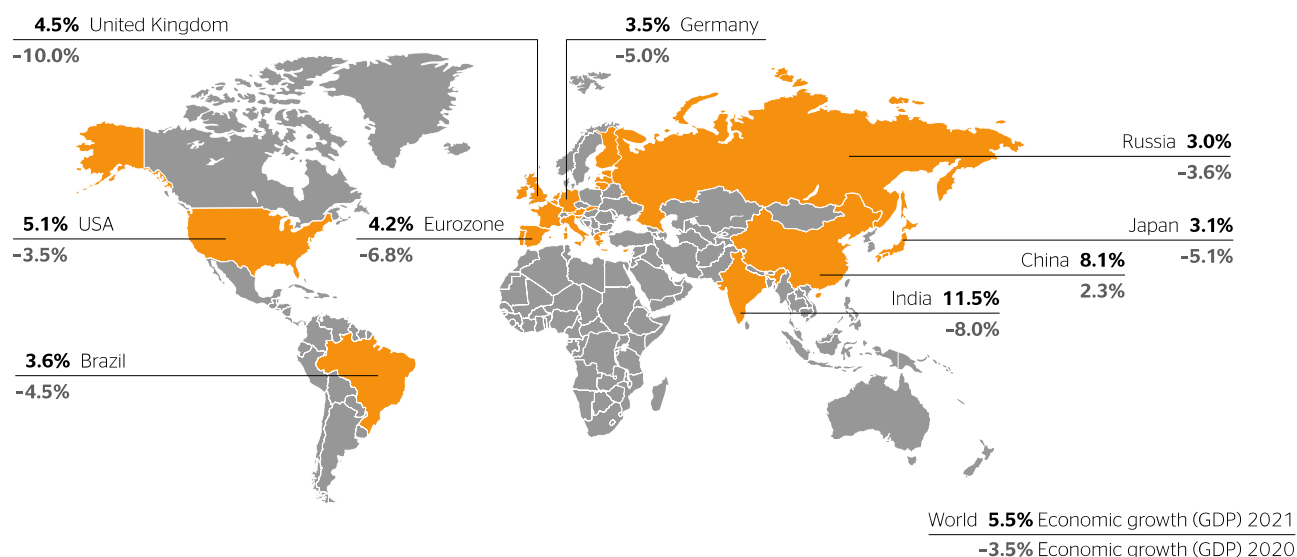 4.5% United Kingdom
–10.0%
3.5% Germany
–5.0%
Russia 3.0%
–3.6%
5.1% USA
–3.5%
4.2% Eurozone
–6.8%
Japan 3.1%
–5.1%
China 8.1%
2.3%
India 11.5%
–8.0%
3.6% Brazil
–4.5%
World 5.5% Economic growth (GDP) 2021
–3.5% Economic growth (GDP) 2020